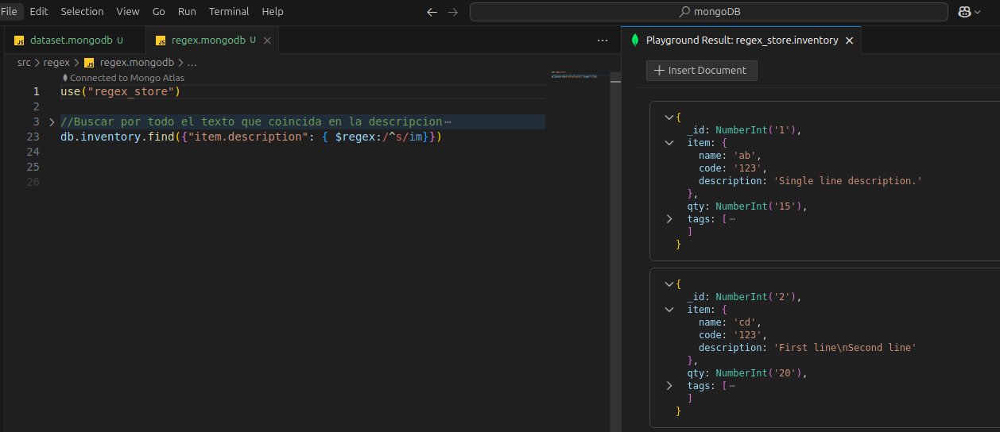 File Edit Selection View Go Run Terminal Help
mongoDB
JS dataset.mongodb U
JS regex.mongodb U
src > regex > JS regex.mongodb > ...
Connected to Mongo Atlas
1 use("regex_store")
2
3 //Buscar por todo el texto que coincida en la descripcion
23 db.inventory.find({"item.description": { $regex:/^s/im}})
24
25
26
Playground Result: regex_store.inventory
+ Insert Document
{
_id: NumberInt('1'),
item: {
name: 'ab',
code: '123',
description: 'Single line description.'
},
qty: NumberInt('15'),
tags: [
]
}
{
_id: NumberInt('2'),
item: {
name: 'cd',
code: '123',
description: 'First line\nSecond line'
},
qty: NumberInt('20'),
tags: [
]
}